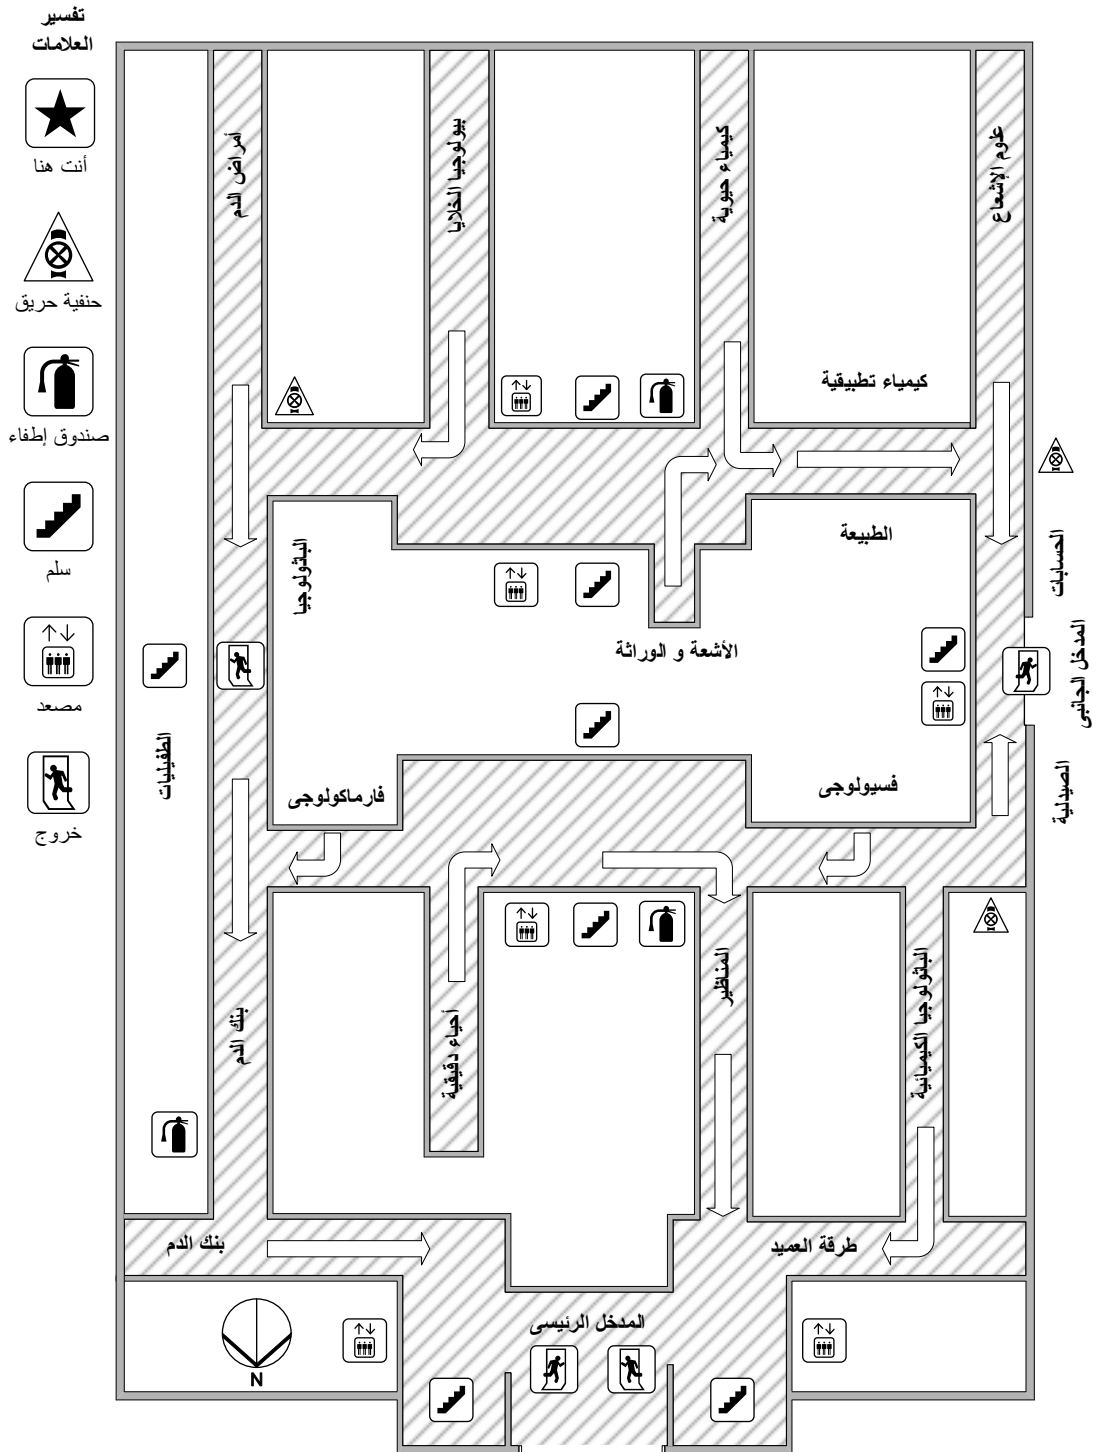 تفسير
العلامات
أنت هنا
حنفية حريق
صندوق إطفاء
سلم
مصعد
خروج
أمراض الدم
بيولوجيا الخلايا
كيمياء حيوية
علوم الإشعاع
كيمياء تطبيقية
الطبيعة
الباثولوجيا
الأشعة و الوراثة
الحسابات
المدخل الجانبى
الصيدلية
الطفيليات
فارماكولوجى
فسيولوجى
بنك الدم
أحياء دقيقية
المناظير
الباثولوجيا الكيميائية
بنك الدم
طرقة العميد
المدخل الرئيسى
N